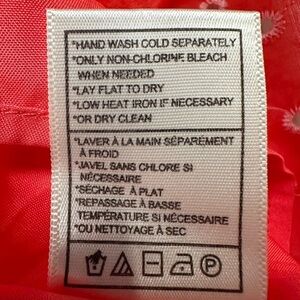 *HAND WASH COLD SEPARATELY
*ONLY NON-CHLORINE BLEACH
WHEN NEEDED
*LAY FLAT TO DRY
*LOW HEAT IRON IF NECESSARY
*OR DRY CLEAN
*LAVER À LA MAIN SÉPARÉMENT
À FROID
*JAVEL SANS CHLORE SI
NÉCESSAIRE
*SÉCHAGE À PLAT
*REPASSAGE À BASSE
TEMPÉRATURE SI NÉCESSAIRE
*OU NETTOYAGE À SEC
P